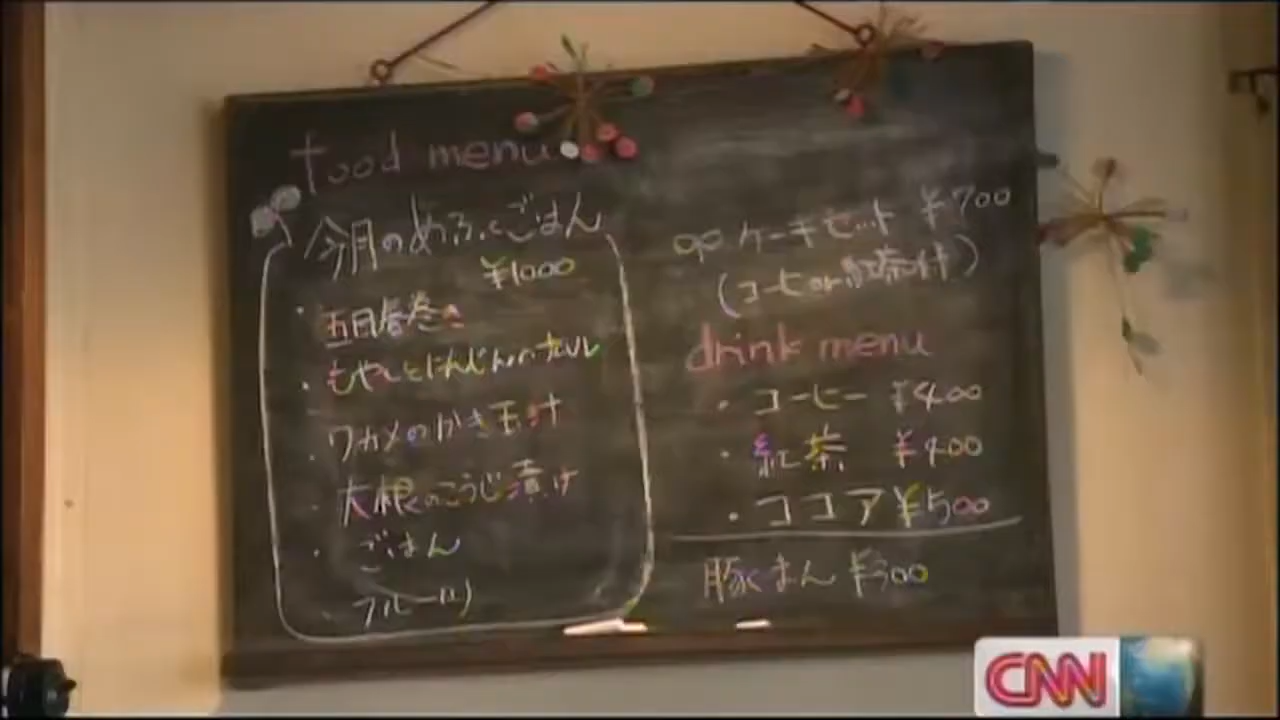 food menu
今月のめぶくごはん
¥1000
・五目春巻き
・もやしとにんじんのナムル
・ワカメのかき玉汁
・大根のこうじ漬け
・ごはん
・フルーツ
ケーキセット ¥700
(コーヒor紅茶付)
drink menu
・コーヒー ¥400
・紅茶 ¥400
・ココア ¥500
豚まん ¥300
CNN